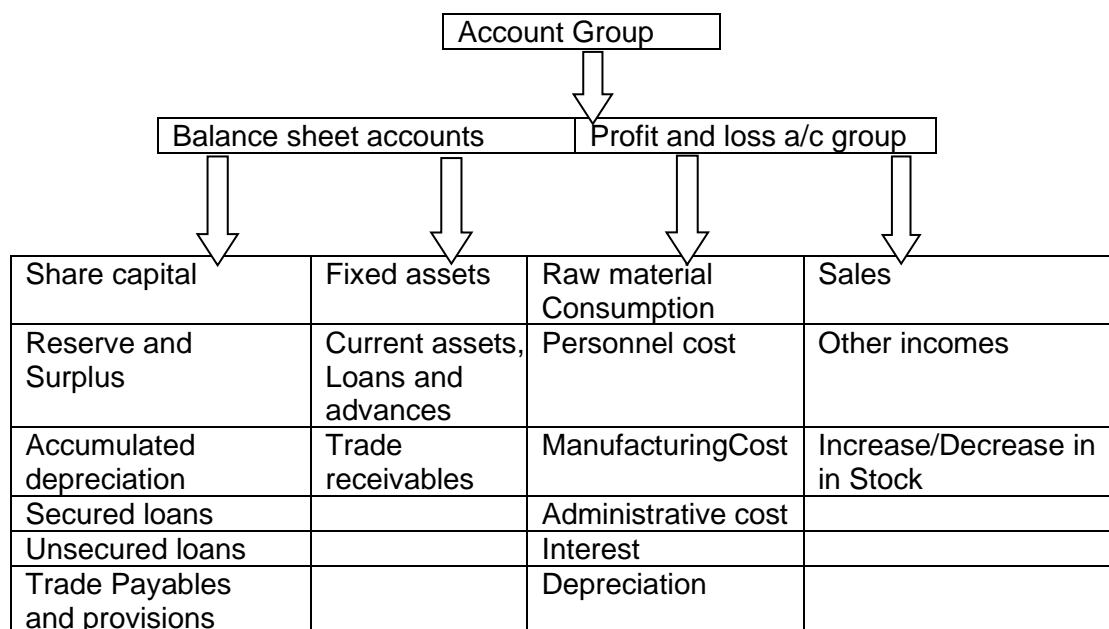 Account Group
Balance sheet accounts
Profit and loss a/c group
Share capital
Fixed assets
Raw material
Consumption
Sales
Reserve and
Surplus
Current assets,
Loans and
advances
Personnel cost
Other incomes
Accumulated
depreciation
Trade
receivables
ManufacturingCost
Increase/Decrease in
in Stock
Secured loans
Administrative cost
Unsecured loans
Interest
Trade Payables
and provisions
Depreciation